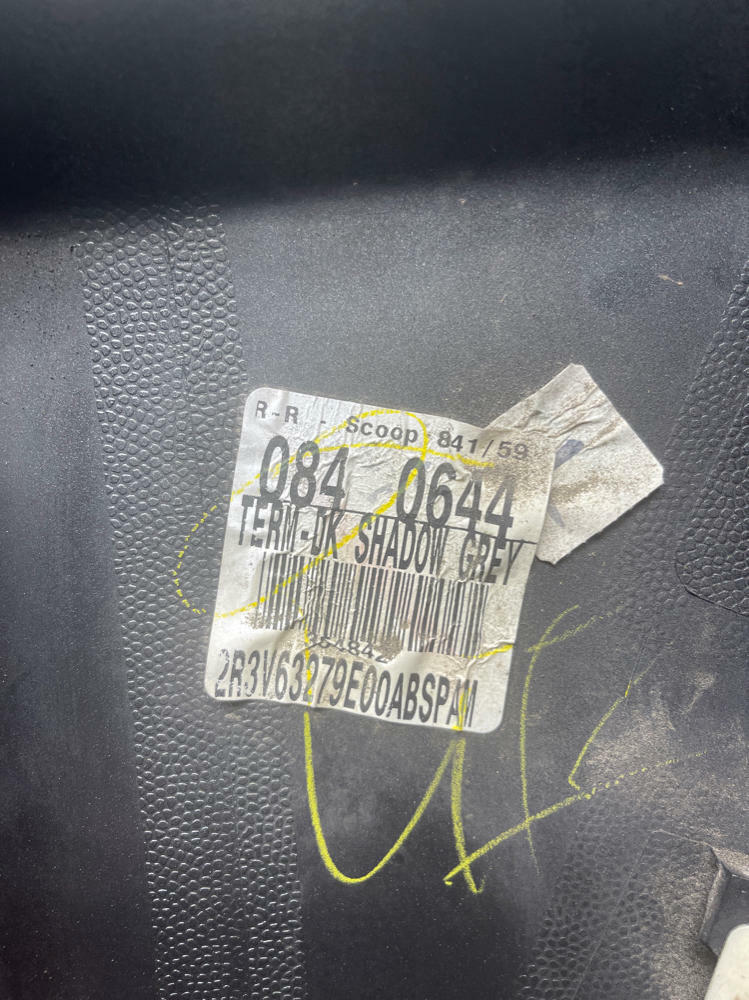 R-R - Scoop 841/59
084 0644
TERM-DK SHADOW GREY
2R3V63279E00ABSPAM